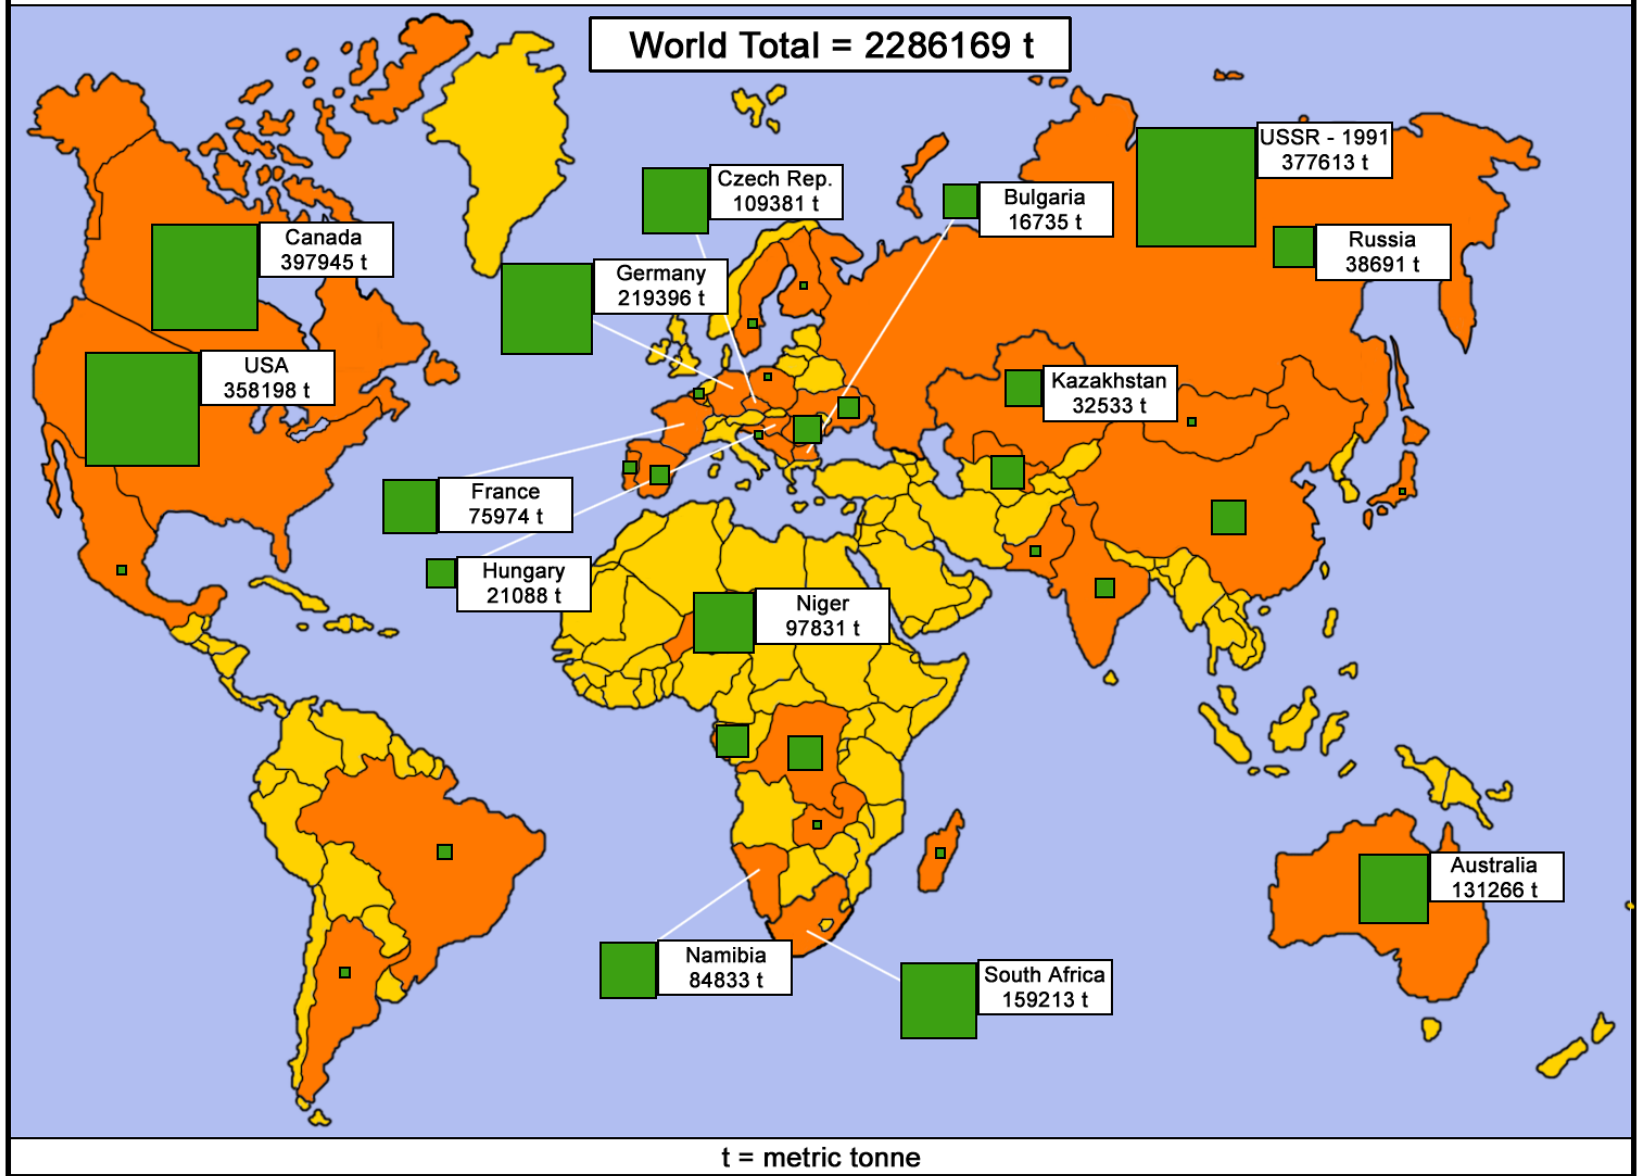 World Total = 2286169 t
USSR - 1991
377613 t
Czech Rep.
109381 t
Bulgaria
16735 t
Canada
397945 t
Russia
38691 t
Germany
219396 t
USA
358198 t
Kazakhstan
32533 t
France
75974 t
Hungary
21088 t
Niger
97831 t
Australia
131266 t
Namibia
84833 t
South Africa
159213 t
t = metric tonne